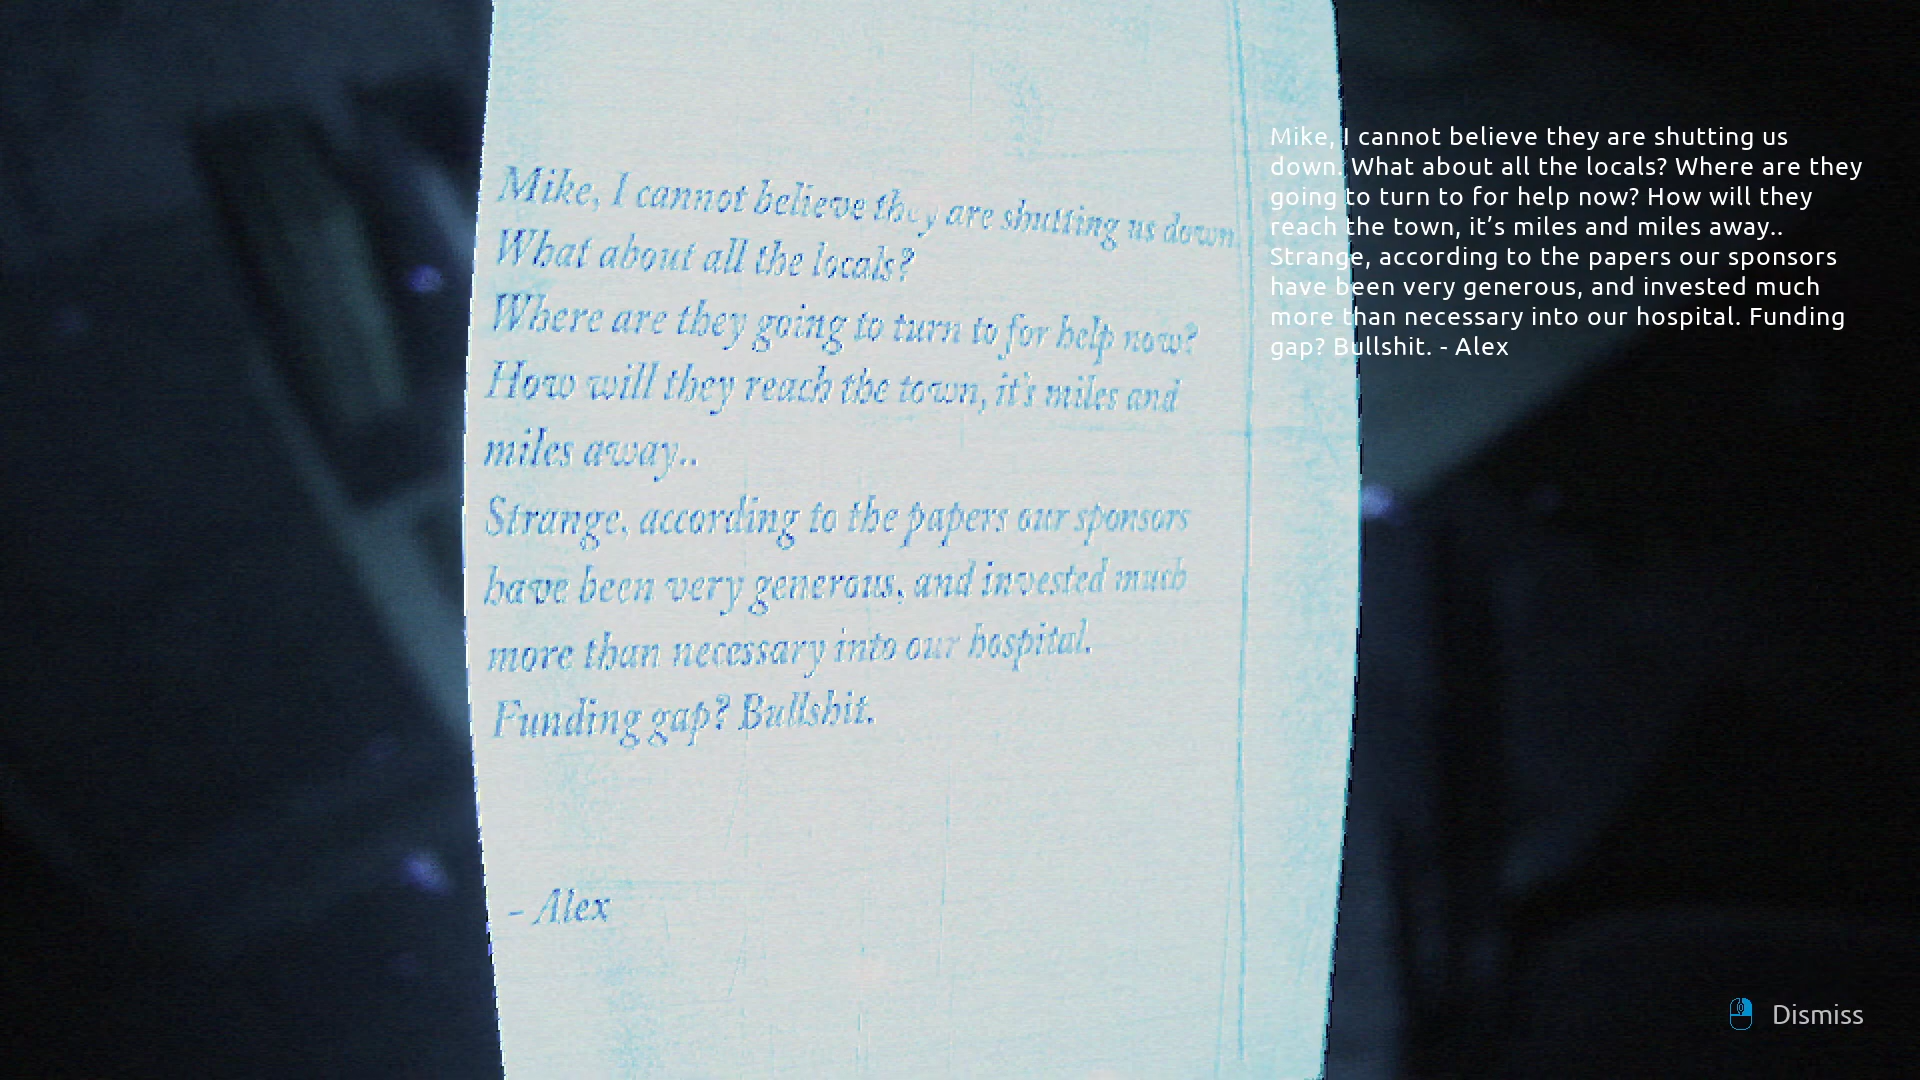 Mike, I cannot believe they are shutting us down.
What about all the locals?
Where are they going to turn to for help now?
How will they reach the town, it's miles and
miles away..
Strange, according to the papers our sponsors
have been very generous, and invested much
more than necessary into our hospital.
Funding gap? Bullshit.
- Alex
Mike, I cannot believe they are shutting us
down. What about all the locals? Where are they
going to turn to for help now? How will they
reach the town, it’s miles and miles away..
Strange, according to the papers our sponsors
have been very generous, and invested much
more than necessary into our hospital. Funding
gap? Bullshit. - Alex
Dismiss